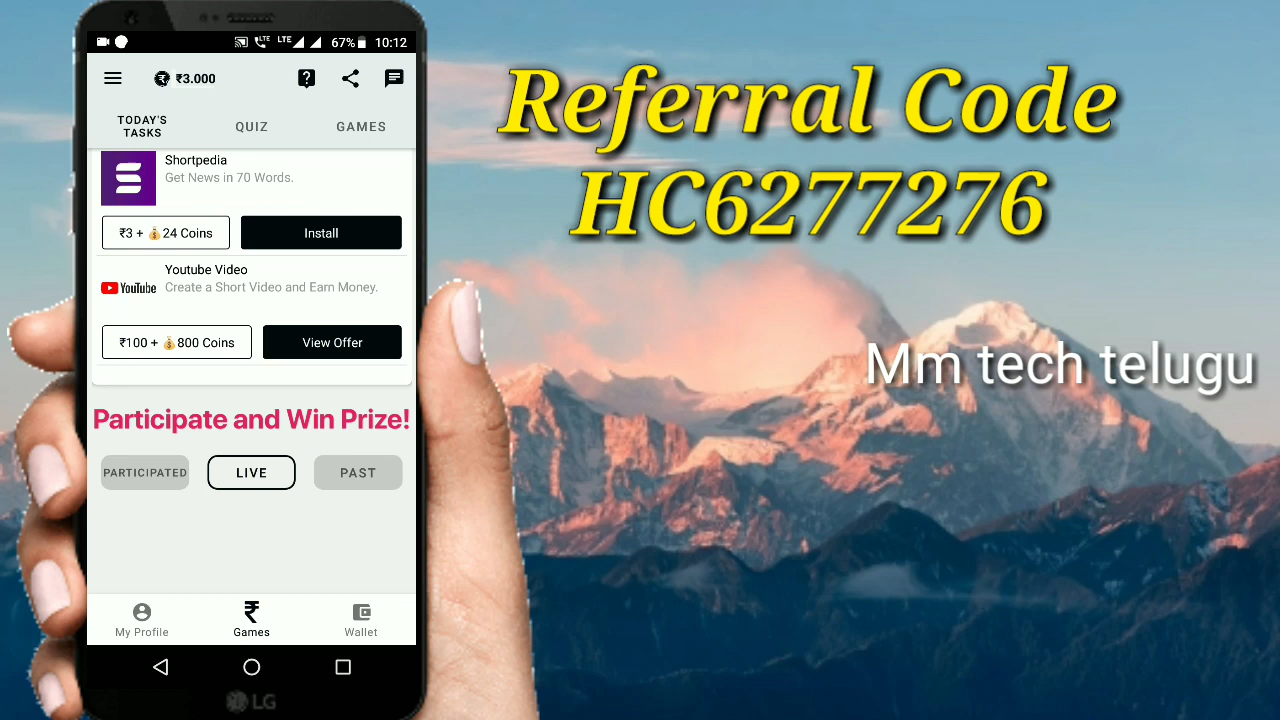 LTE LTE 67% 10:12
₹3.000
TODAY'S
TASKS
QUIZ
GAMES
Shortpedia
Get News in 70 Words.
₹3 + 💰24 Coins
Install
Youtube Video
YouTube
Create a Short Video and Earn Money.
₹100 + 💰800 Coins
View Offer
Participate and Win Prize!
PARTICIPATED
LIVE
PAST
My Profile
Games
Wallet
LG
Referral Code
HC6277276
Mm tech telugu